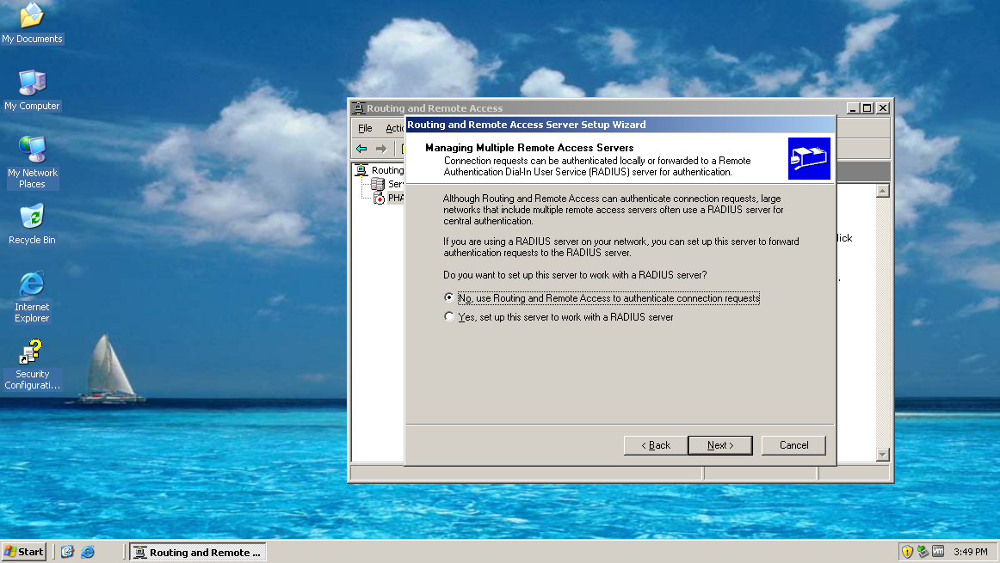 My Documents
My Computer
My Network
Places
Recycle Bin
Internet
Explorer
Security
Configurati...
Routing and Remote Access
File
Routing
PHA
lick
Routing and Remote Access Server Setup Wizard
Managing Multiple Remote Access Servers
Connection requests can be authenticated locally or forwarded to a Remote
Authentication Dial-In User Service (RADIUS) server for authentication.
Although Routing and Remote Access can authenticate connection requests, large
networks that include multiple remote access servers often use a RADIUS server for
central authentication.
If you are using a RADIUS server on your network, you can set up this server to forward
authentication requests to the RADIUS server.
Do you want to set up this server to work with a RADIUS server?
No, use Routing and Remote Access to authenticate connection requests
Yes, set up this server to work with a RADIUS server
< Back
Next >
Cancel
Start
Routing and Remote ...
vm
3:49 PM